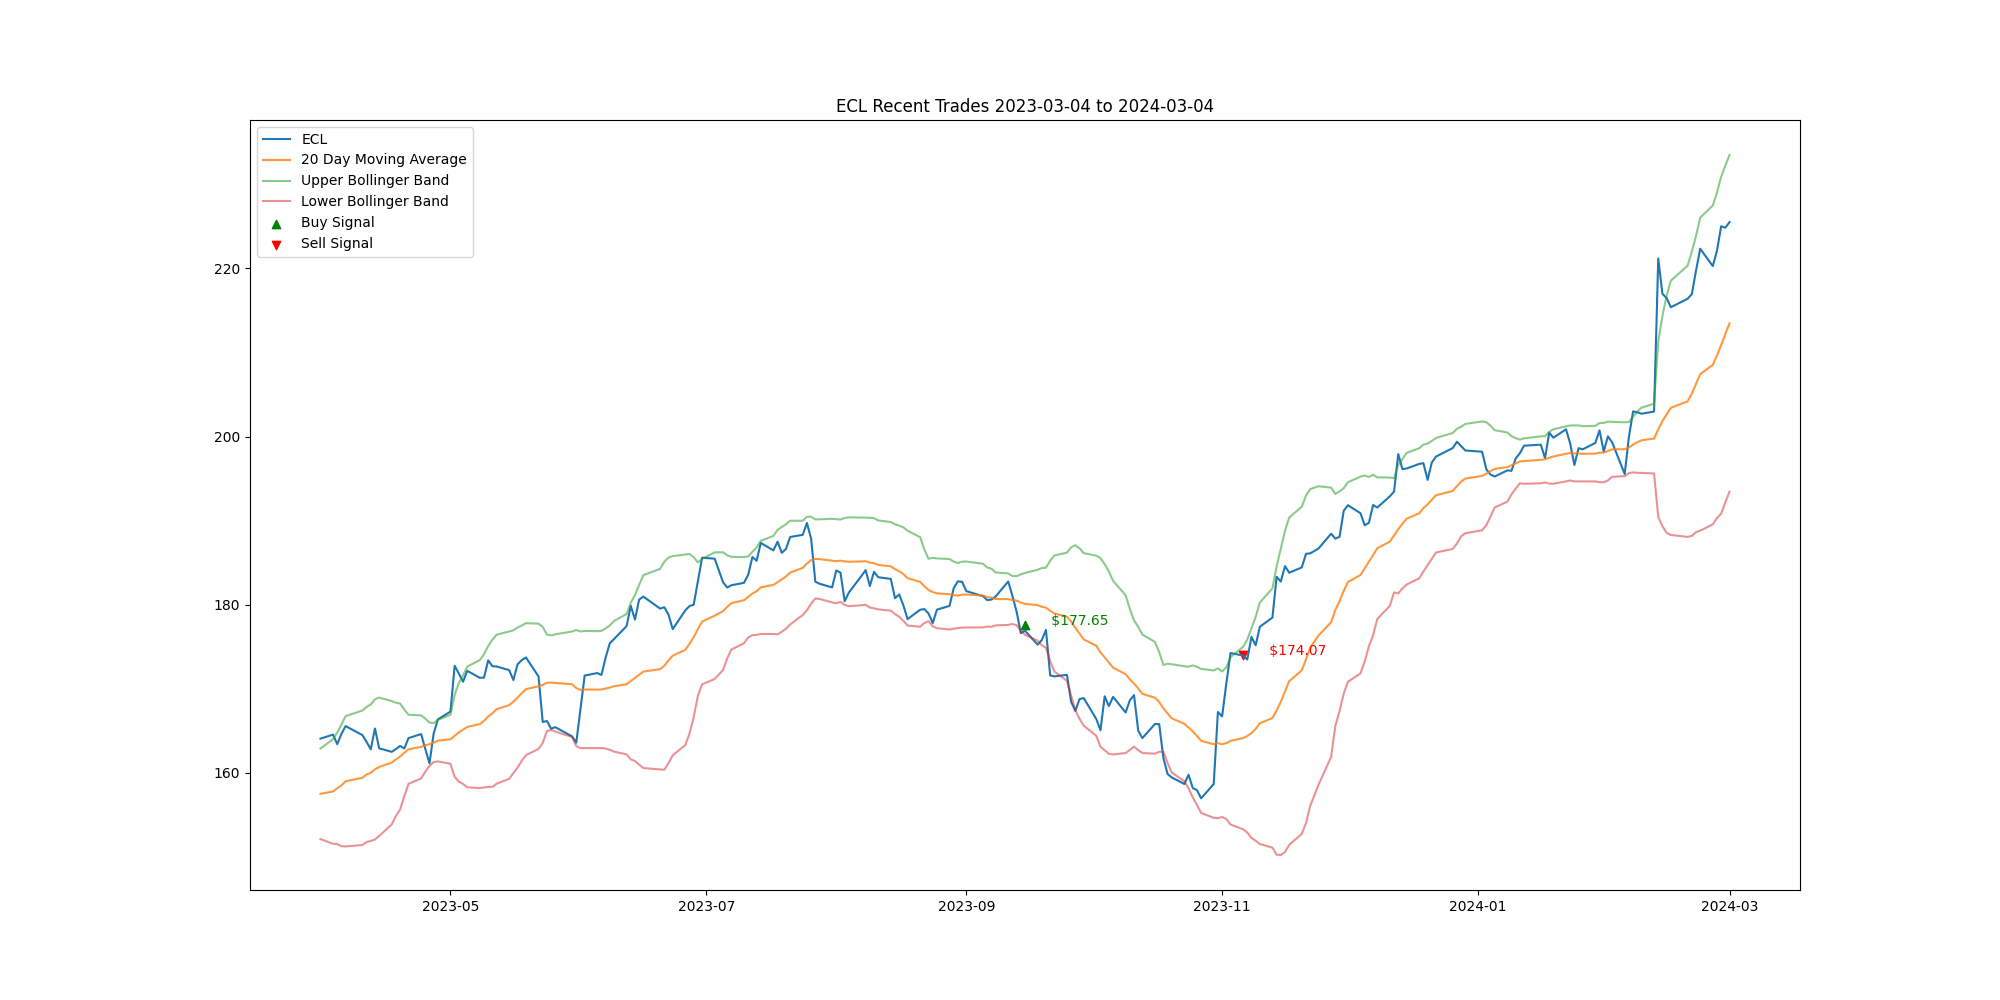 ECL Recent Trades 2023-03-04 to 2024-03-04
ECL
20 Day Moving Average
Upper Bollinger Band
Lower Bollinger Band
Buy Signal
Sell Signal
220
200
180
160
$177.65
$174.07
2023-05
2023-07
2023-09
2023-11
2024-01
2024-03